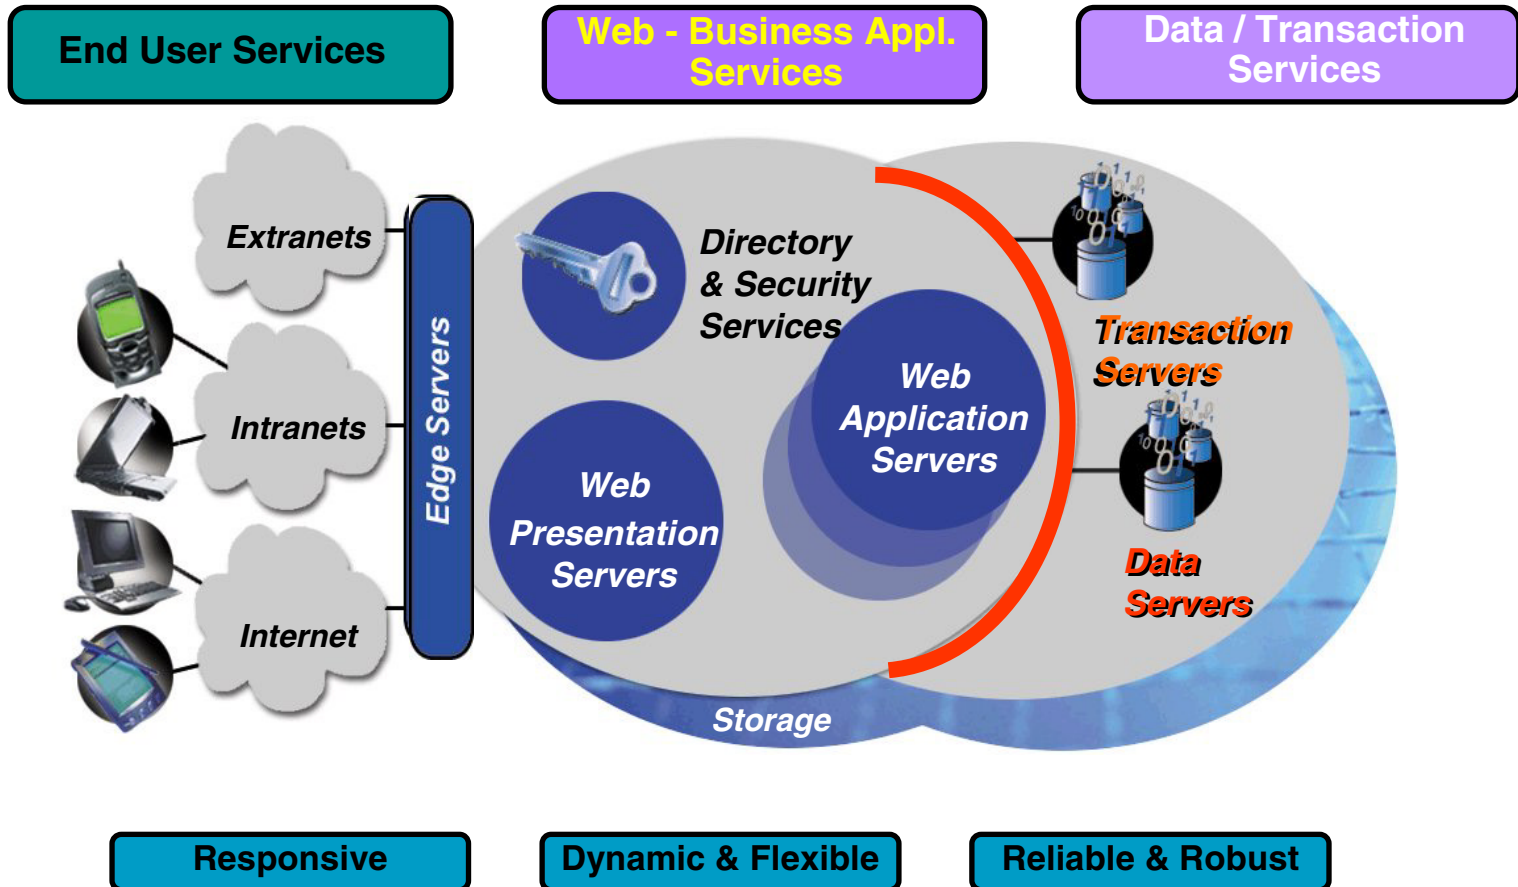 End User Services
Web - Business Appl.
Services
Data / Transaction
Services
Extranets
Intranets
Internet
Edge Servers
Directory
& Security
Services
Web
Presentation
Servers
Web
Application
Servers
Transaction
Servers
Data
Servers
Storage
Responsive
Dynamic & Flexible
Reliable & Robust